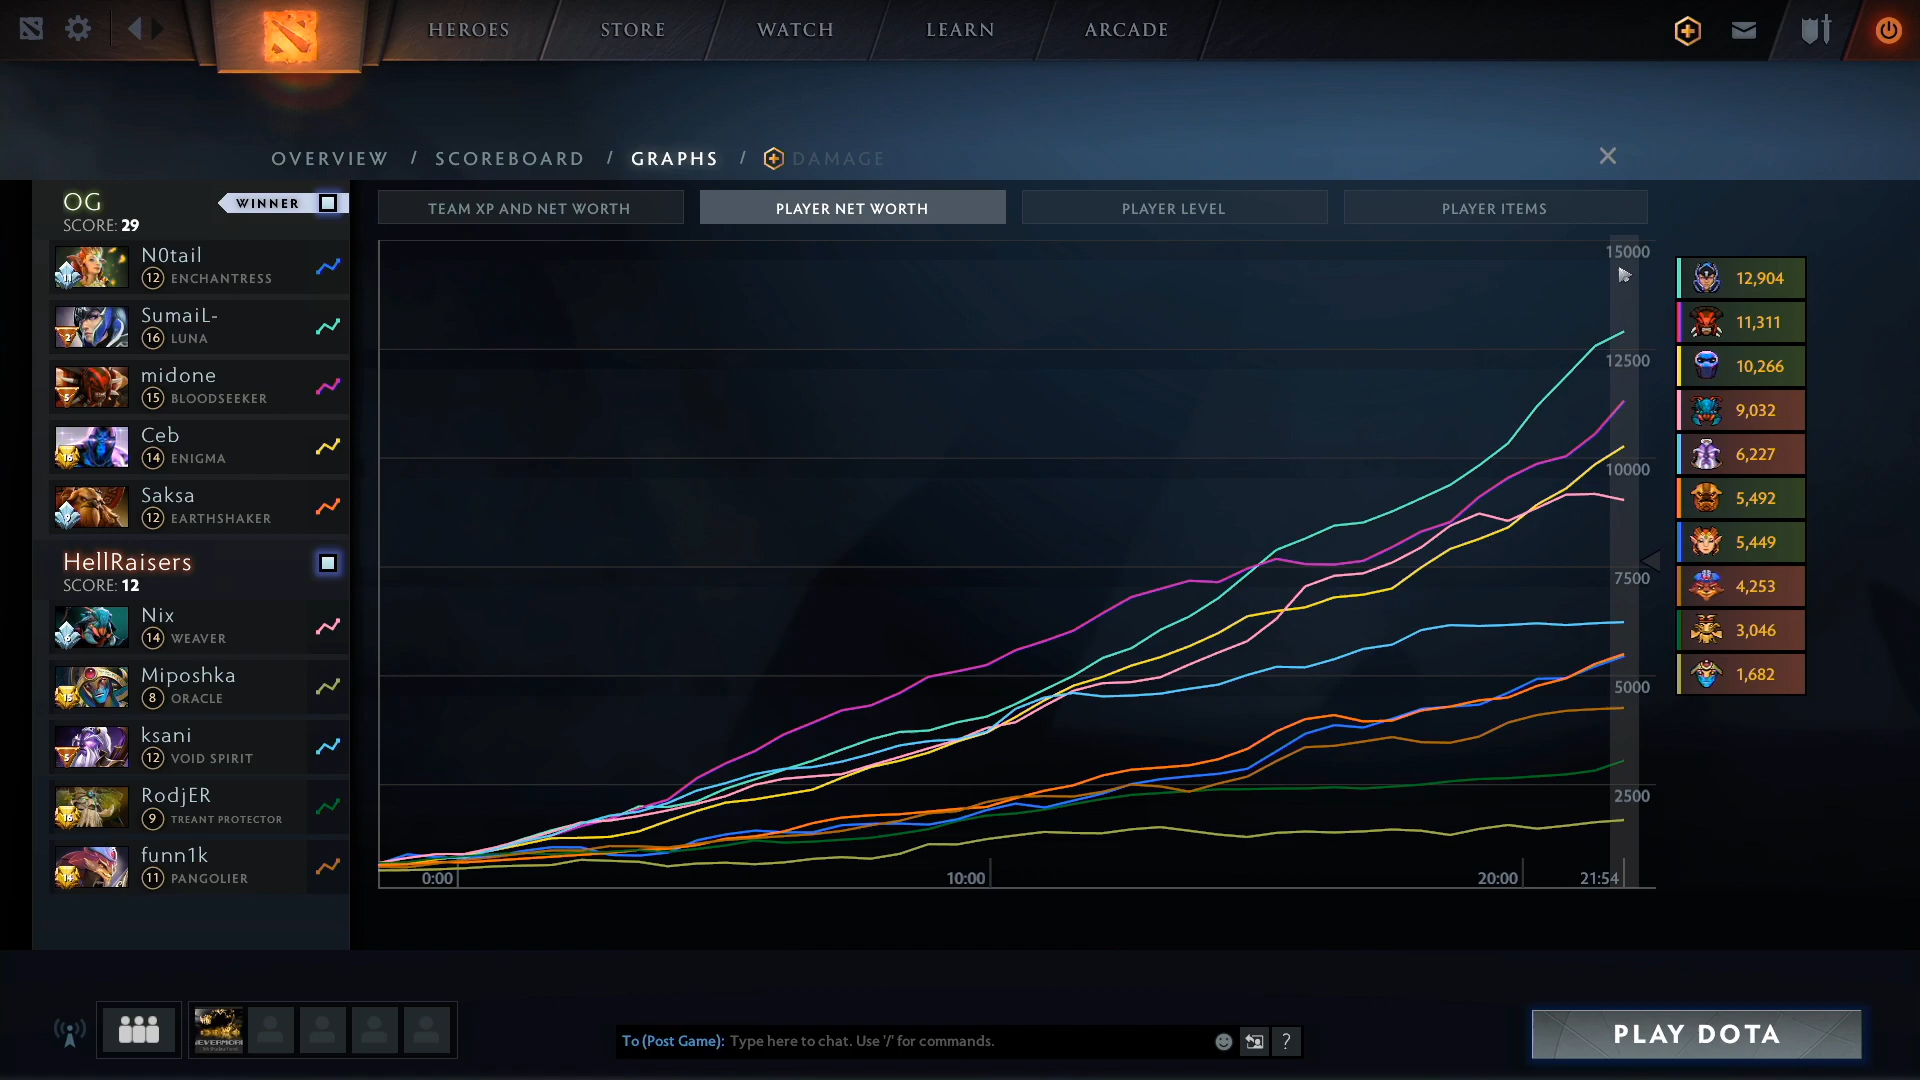 HEROES
STORE
WATCH
LEARN
ARCADE
OVERVIEW / SCOREBOARD / GRAPHS / DAMAGE
OG
WINNER
SCORE: 29
N0tail
12 ENCHANTRESS
SumaiL-
16 LUNA
midone
15 BLOODSEEKER
Ceb
14 ENIGMA
Saksa
12 EARTHSHAKER
HellRaisers
SCORE: 12
Nix
14 WEAVER
Miposhka
8 ORACLE
ksani
12 VOID SPIRIT
RodjER
9 TREANT PROTECTOR
funn1k
11 PANGOLIER
TEAM XP AND NET WORTH
PLAYER NET WORTH
PLAYER LEVEL
PLAYER ITEMS
15000
12500
10000
7500
5000
2500
0:00
10:00
20:00
21:54
12,904
11,311
10,266
9,032
6,227
5,492
5,449
4,253
3,046
1,682
To (Post Game): Type here to chat. Use '/' for commands.
?
PLAY DOTA